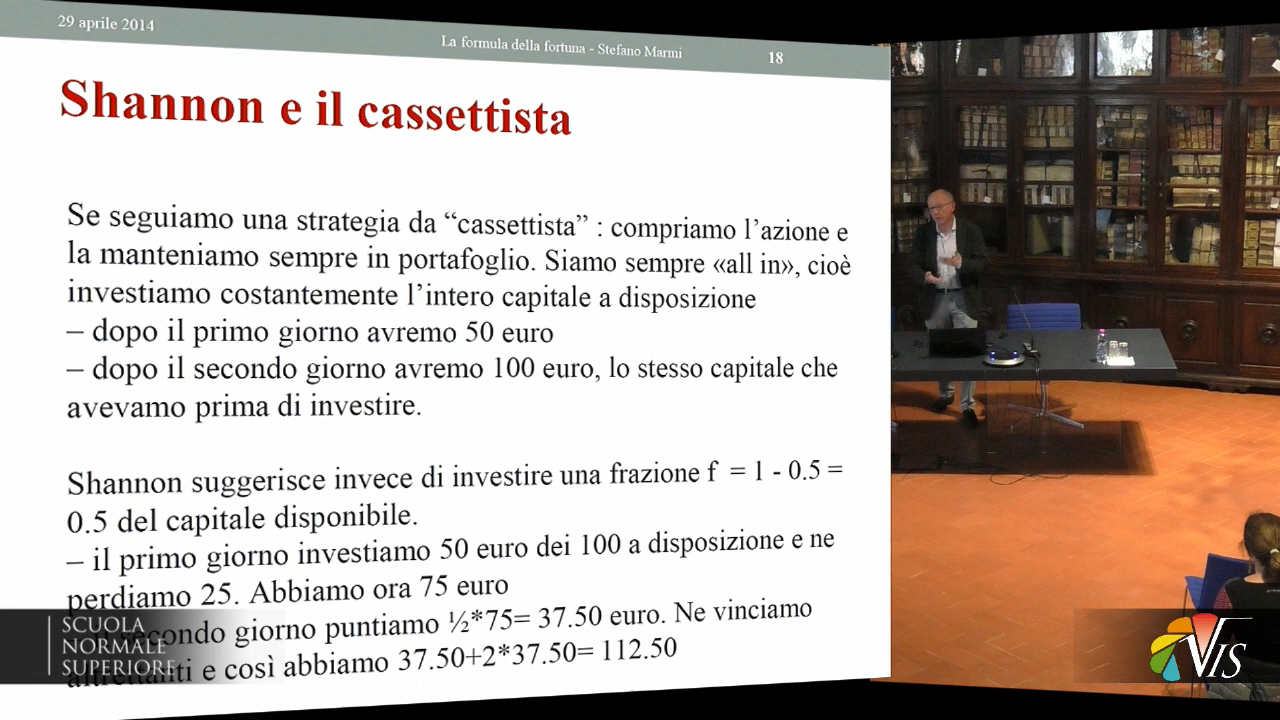 29 aprile 2014
La formula della fortuna - Stefano Marmi
18
Shannon e il cassettista
Se seguiamo una strategia da “cassettista” : compriamo l’azione e
la manteniamo sempre in portafoglio. Siamo sempre «all in», cioè
investiamo costantemente l’intero capitale a disposizione
– dopo il primo giorno avremo 50 euro
– dopo il secondo giorno avremo 100 euro, lo stesso capitale che
avevamo prima di investire.
Shannon suggerisce invece di investire una frazione f = 1 - 0.5 =
0.5 del capitale disponibile.
– il primo giorno investiamo 50 euro dei 100 a disposizione e ne
perdiamo 25. Abbiamo ora 75 euro
secondo giorno puntiamo ½*75= 37.50 euro. Ne vinciamo
altrettanti e così abbiamo 37.50+2*37.50= 112.50
SCUOLA
NORMALE
SUPERIORE
VIS